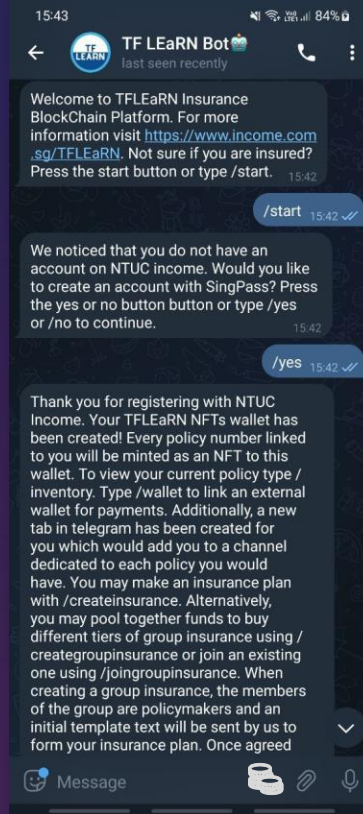 15:43
84%
TF LEaRN Bot
last seen recently
TF
LEARN
Welcome to TFLEaRN Insurance
BlockChain Platform. For more
information visit https://www.income.com
.sg/TFLEaRN. Not sure if you are insured?
Press the start button or type /start.
15:42
/start
15:42
We noticed that you do not have an
account on NTUC income. Would you like
to create an account with SingPass? Press
the yes or no button button or type /yes
or /no to continue.
15:42
/yes
15:42
Thank you for registering with NTUC
Income. Your TFLEaRN NFTs wallet has
been created! Every policy number linked
to you will be minted as an NFT to this
wallet. To view your current policy type /
inventory. Type /wallet to link an external
wallet for payments. Additionally, a new
tab in telegram has been created for
you which would add you to a channel
dedicated to each policy you would
have. You may make an insurance plan
with /createinsurance. Alternatively,
you may pool together funds to buy
different tiers of group insurance using /
creategroupinsurance or join an existing
one using /joingroupinsurance. When
creating a group insurance, the members
of the group are policymakers and an
initial template text will be sent by us to
form your insurance plan. Once agreed
Message